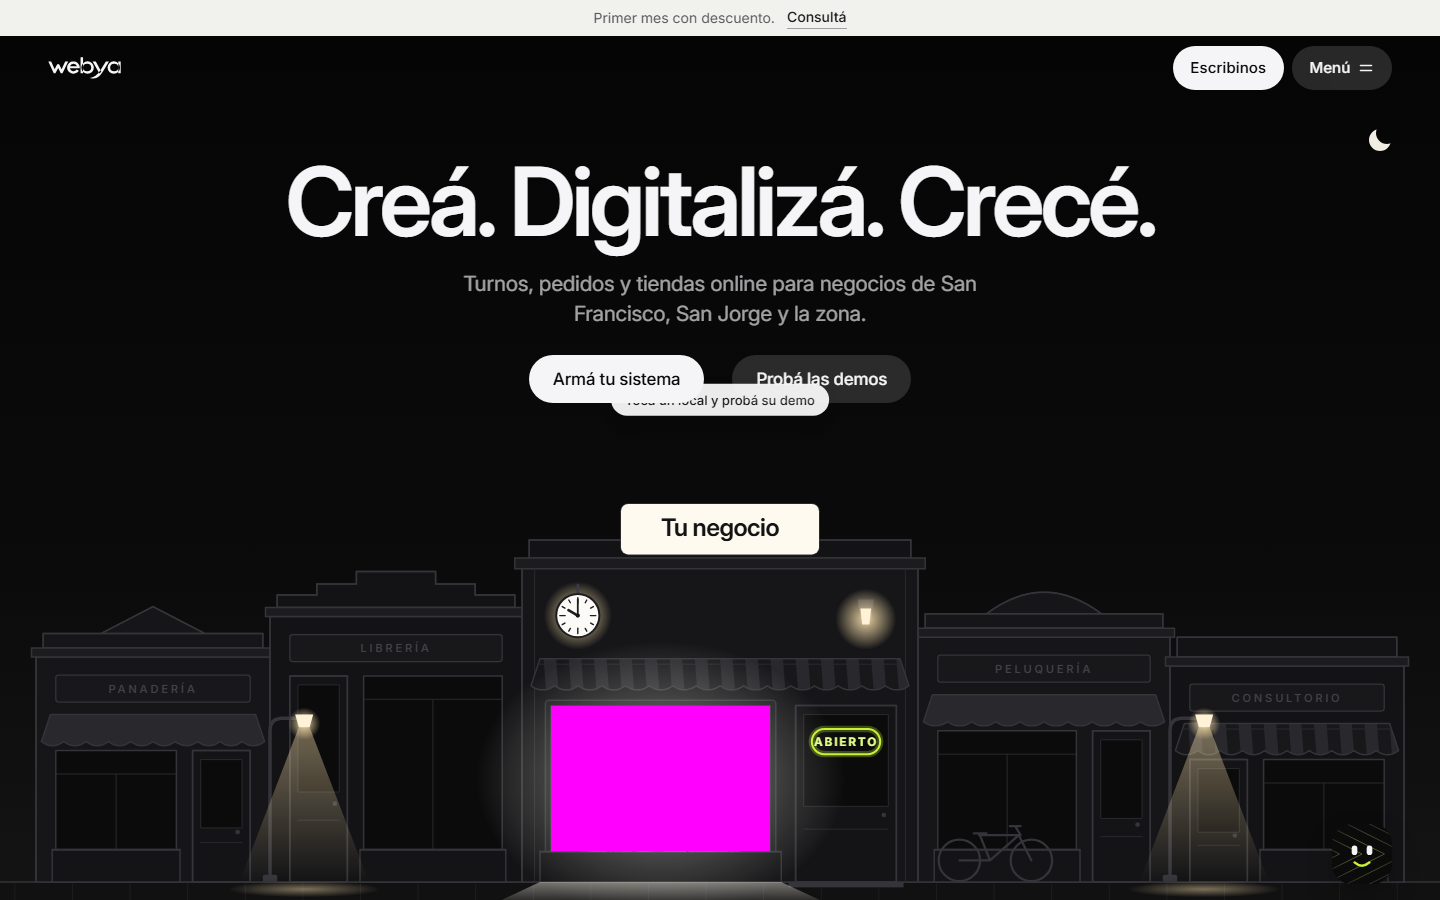 Primer mes con descuento. Consultá
webya
Escribinos
Menú
Creá. Digitalizá. Crecé.
Turnos, pedidos y tiendas online para negocios de San
Francisco, San Jorge y la zona.
Armá tu sistema
Probá las demos
local y probá su demo
Tu negocio
LIBRERÍA
PELUQUERÍA
PANADERÍA
CONSULTORIO
ABIERTO